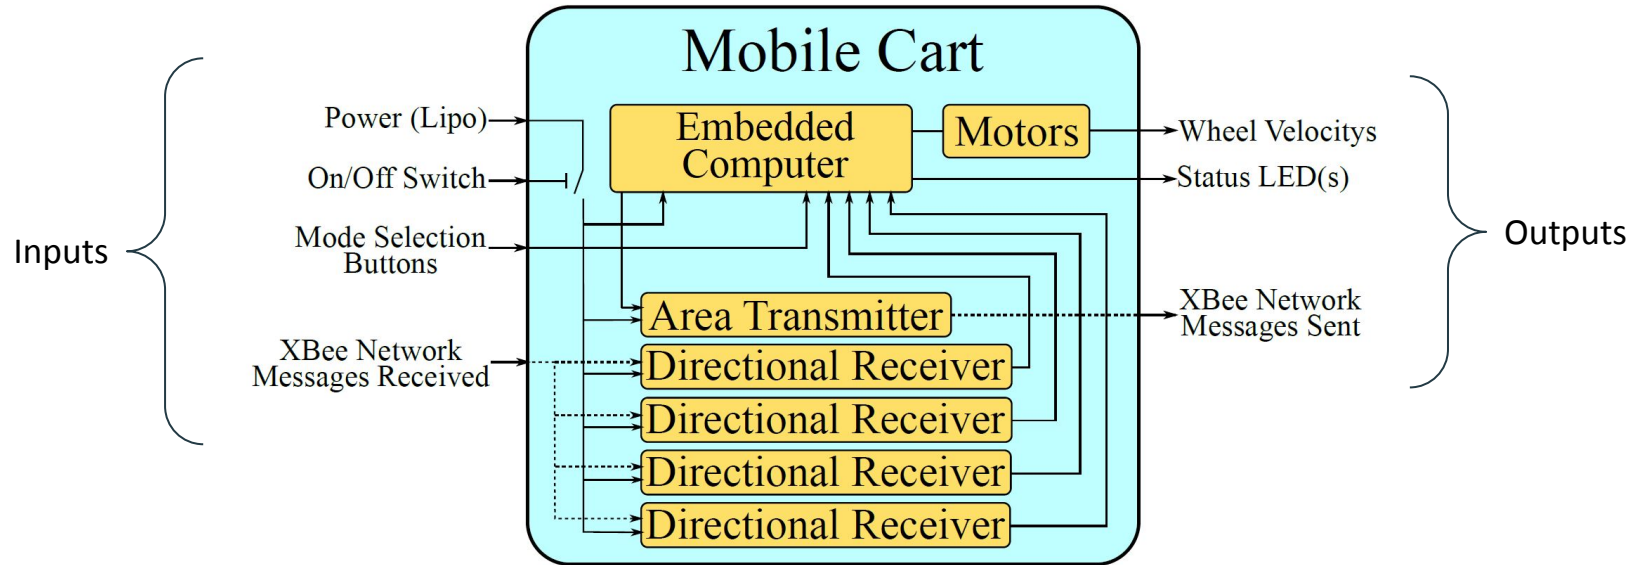 Mobile Cart
Inputs
Power (Lipo)
On/Off Switch
Mode Selection
Buttons
XBee Network
Messages Received
Embedded
Computer
Motors
Area Transmitter
Directional Receiver
Directional Receiver
Directional Receiver
Directional Receiver
Wheel Velocitys
Status LED(s)
XBee Network
Messages Sent
Outputs